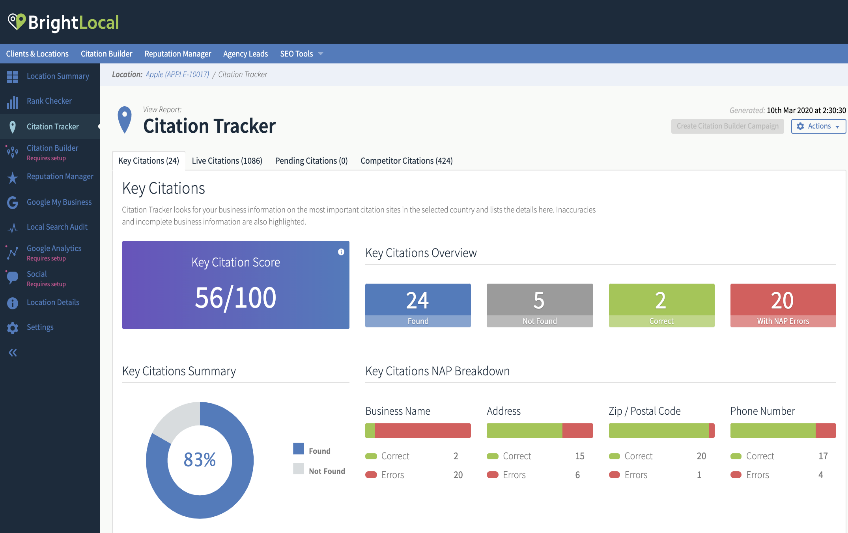 BrightLocal
Clients & Locations Citation Builder Reputation Manager Agency Leads SEO Tools
Location: Apple (APPLE-10017) / Citation Tracker
Location Summary
Rank Checker
Citation Tracker
Citation Builder
Requires setup
Reputation Manager
Google My Business
Local Search Audit
Google Analytics
Requires setup
Social
Requires setup
Location Details
Settings
View Report:
Citation Tracker
Generated: 10th Mar 2020 at 2:30:30
Create Citation Builder Campaign
Actions
Key Citations (24) Live Citations (1086) Pending Citations (0) Competitor Citations (424)
Key Citations
Citation Tracker looks for your business information on the most important citation sites in the selected country and lists the details here. Inaccuracies
and incomplete business information are also highlighted.
Key Citation Score
56/100
Key Citations Overview
24
Found
5
Not Found
2
Correct
20
With NAP Errors
Key Citations Summary
83%
Found
Not Found
Key Citations NAP Breakdown
Business Name
Correct 2
Errors 20
Address
Correct 15
Errors 6
Zip / Postal Code
Correct 20
Errors 1
Phone Number
Correct 17
Errors 4